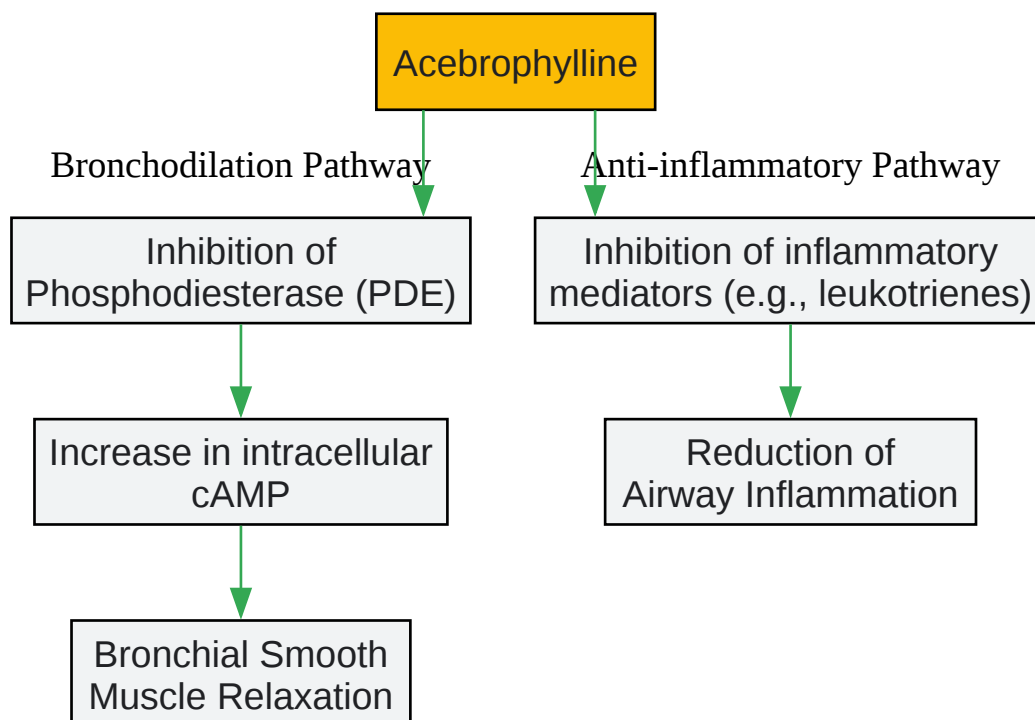 Acebrophylline
Bronchodilation Pathway
Anti-inflammatory Pathway
Inhibition of
Phosphodiesterase (PDE)
Inhibition of inflammatory
mediators (e.g., leukotrienes)
Increase in intracellular
cAMP
Reduction of
Airway Inflammation
Bronchial Smooth
Muscle Relaxation